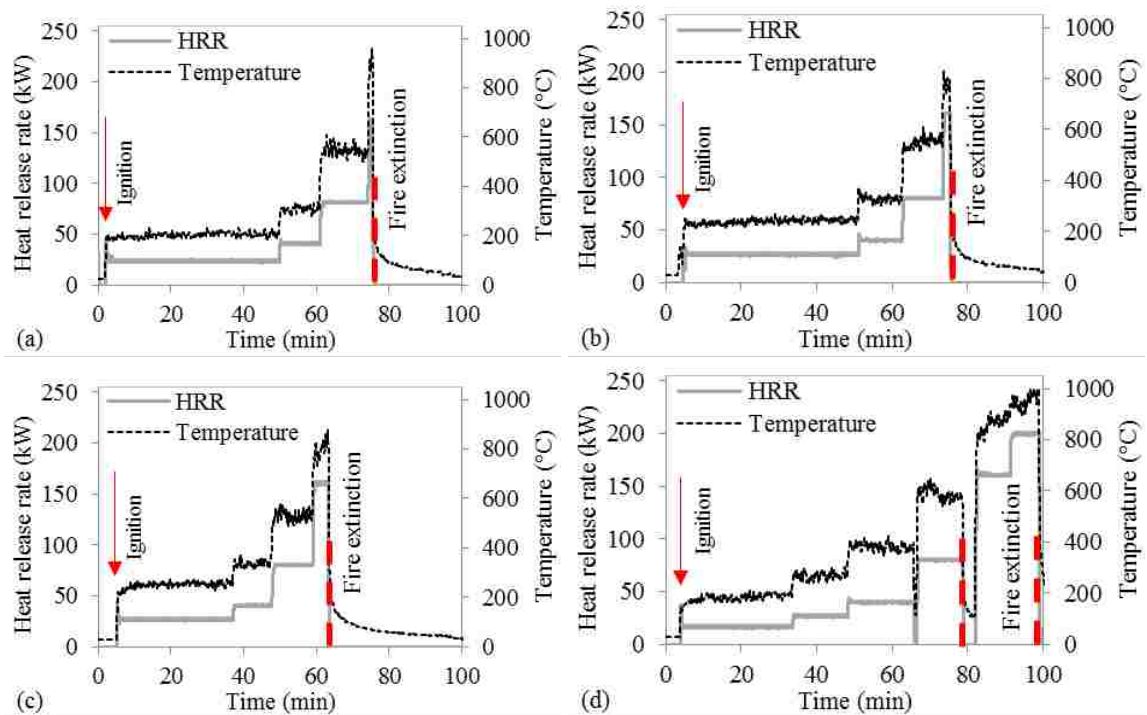 250
200
150
100
50
0
Heat release rate (kW)
HRR
Temperature
Ignition
Fire extinction
1000
800
600
400
200
0
Temperature (°C)
0 20 40 60 80 100
Time (min)
(a)
250
200
150
100
50
0
Heat release rate (kW)
HRR
Temperature
Ignition
Fire extinction
1000
800
600
400
200
0
Temperature (°C)
0 20 40 60 80 100
Time (min)
(b)
250
200
150
100
50
0
Heat release rate (kW)
HRR
Temperature
Ignition
Fire extinction
1000
800
600
400
200
0
Temperature (°C)
0 20 40 60 80 100
Time (min)
(c)
250
200
150
100
50
0
Heat release rate (kW)
HRR
Temperature
Ignition
Fire extinction
1000
800
600
400
200
0
Temperature (°C)
0 20 40 60 80 100
Time (min)
(d)